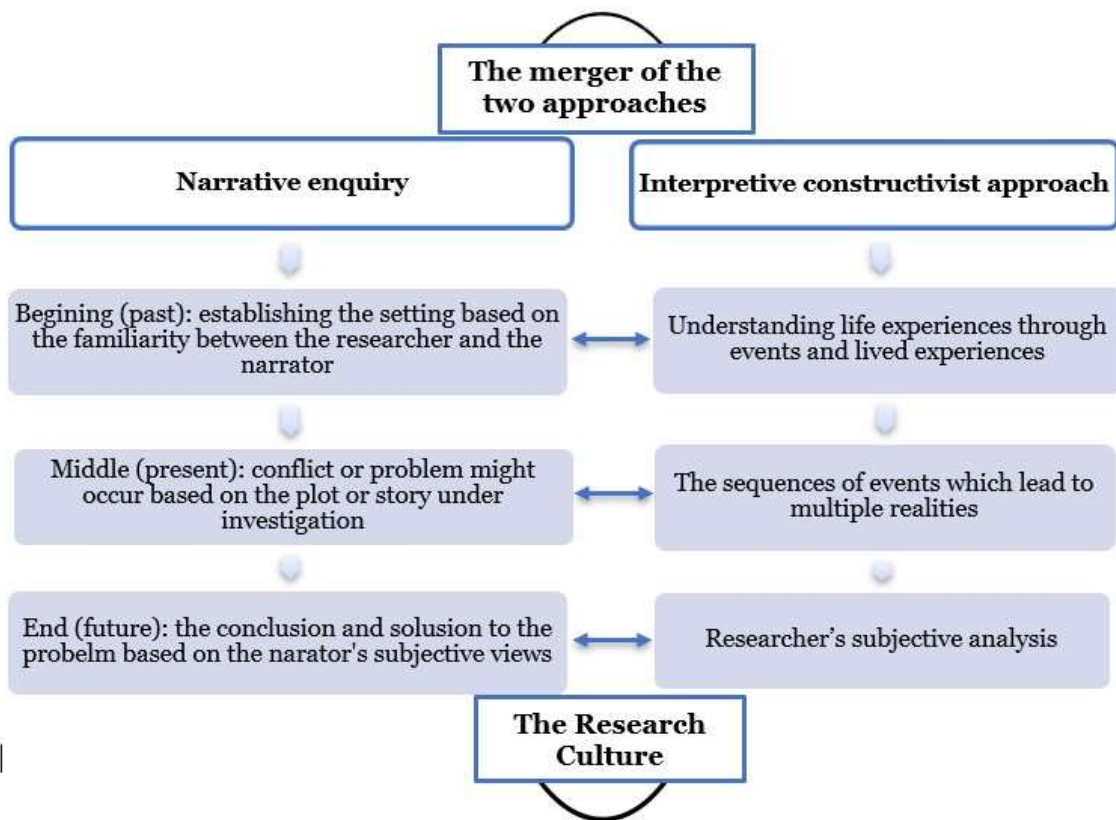 The merger of the
two approaches
Narrative enquiry
Interpretive constructivist approach
Begining (past): establishing the setting based on
the familiarity between the researcher and the
narrator
Understanding life experiences through
events and lived experiences
Middle (present): conflict or problem might
occur based on the plot or story under
investigation
The sequences of events which lead to
multiple realities
End (future): the conclusion and solusion to the
probelm based on the narator's subjective views
Researcher’s subjective analysis
The Research
Culture